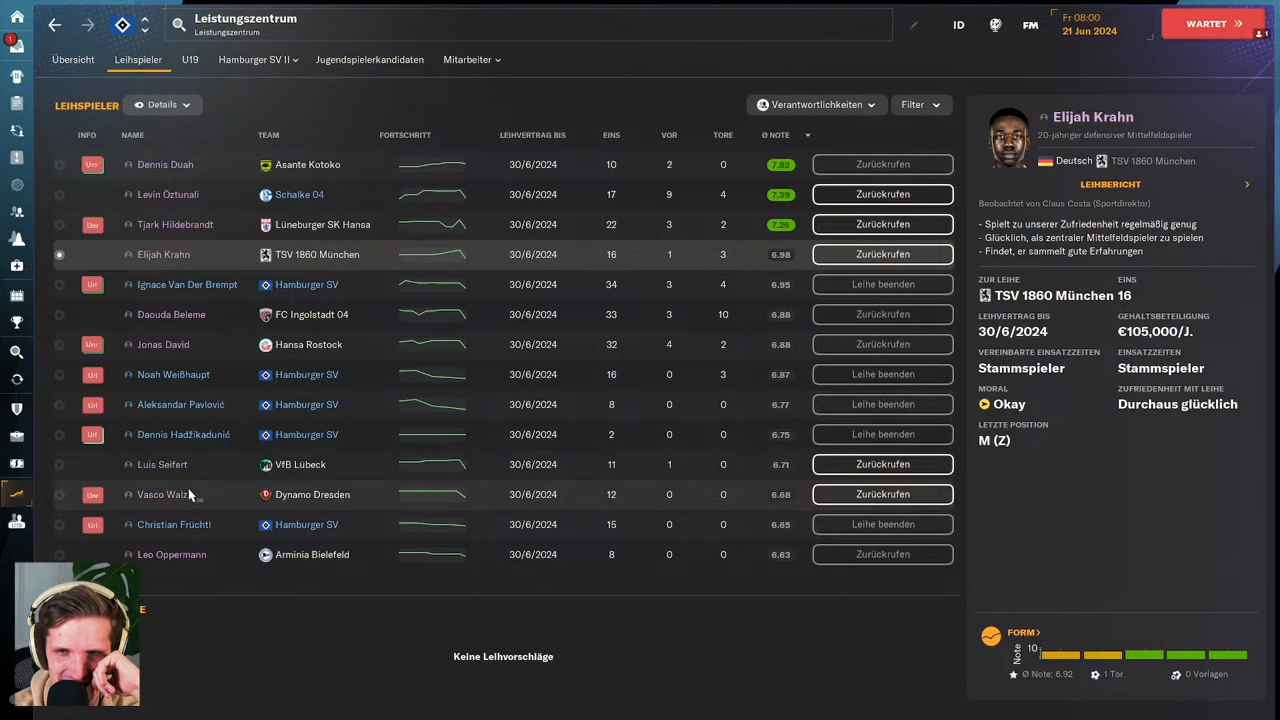 Leistungszentrum
Leistungszentrum
ID
FM
Fr 08:00
21 Jun 2024
WARTET
1
1
Übersicht
Leihspieler
U19
Hamburger SV II
Jugendspielerkandidaten
Mitarbeiter
LEIHSPIELER
Details
Verantwortlichkeiten
Filter
INFO NAME TEAM FORTSCHRITT LEIHVERTRAG BIS EINS VOR TORE Ø NOTE
Unr Dennis Duah Asante Kotoko 30/6/2024 10 2 0 7.82 Zurückrufen
Levin Öztunali Schalke 04 30/6/2024 17 9 4 7.39 Zurückrufen
Unr Tjark Hildebrandt Lüneburger SK Hansa 30/6/2024 22 3 2 7.26 Zurückrufen
Elijah Krahn TSV 1860 München 30/6/2024 16 1 3 6.98 Zurückrufen
Url Ignace Van Der Brempt Hamburger SV 30/6/2024 34 3 4 6.95 Leihe beenden
Daouda Beleme FC Ingolstadt 04 30/6/2024 33 3 10 6.88 Zurückrufen
Unr Jonas David Hansa Rostock 30/6/2024 32 4 2 6.88 Zurückrufen
Url Noah Weißhaupt Hamburger SV 30/6/2024 16 0 3 6.87 Leihe beenden
Url Aleksandar Pavlović Hamburger SV 30/6/2024 8 0 0 6.77 Leihe beenden
Url Dennis Hadžikadunić Hamburger SV 30/6/2024 2 0 0 6.75 Leihe beenden
Luis Seifert VfB Lübeck 30/6/2024 11 1 0 6.71 Zurückrufen
Unr Vasco Walz Dynamo Dresden 30/6/2024 12 0 0 6.68 Zurückrufen
Url Christian Früchtl Hamburger SV 30/6/2024 15 0 0 6.65 Leihe beenden
Leo Oppermann Arminia Bielefeld 30/6/2024 8 0 0 6.63 Zurückrufen
Keine Leihvorschläge
Elijah Krahn
20-jähriger defensiver Mittelfeldspieler
Deutsch TSV 1860 München
LEIHBERICHT
Beobachtet von Claus Costa (Sportdirektor)
- Spielt zu unserer Zufriedenheit regelmäßig genug
- Glücklich, als zentraler Mittelfeldspieler zu spielen
- Findet, er sammelt gute Erfahrungen
ZUR LEIHE EINS
TSV 1860 München 16
LEIHVERTRAG BIS GEHALTSBETEILIGUNG
30/6/2024 €105,000/J.
VEREINBARTE EINSATZZEITEN EINSATZZEITEN
Stammspieler Stammspieler
MORAL ZUFRIEDENHEIT MIT LEIHE
Okay Durchaus glücklich
LETZTE POSITION
M (Z)
FORM
Note
10
Ø Note: 6.92 1 Tor 0 Vorlagen